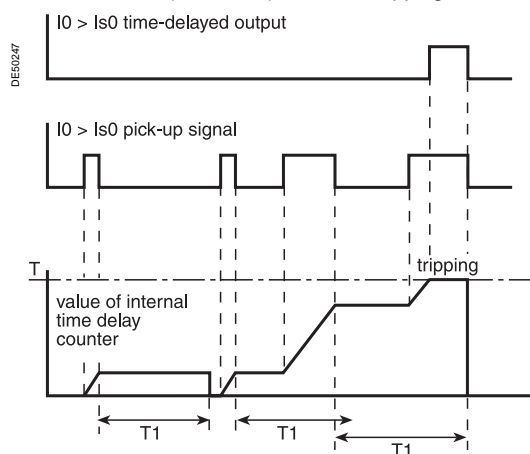 I0 > Is0 time-delayed output
DE50247
I0 > Is0 pick-up signal
T
tripping
value of internal
time delay
counter
T1
T1
T1